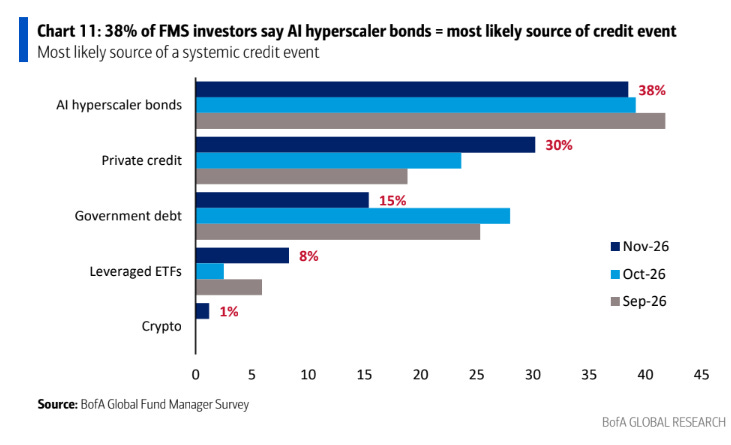 Chart 11: 38% of FMS investors say AI hyperscaler bonds = most likely source of credit event
Most likely source of a systemic credit event
AI hyperscaler bonds
38%
Private credit
30%
Government debt
15%
Leveraged ETFs
8%
Crypto
1%
Nov-26
Oct-26
Sep-26
0 5 10 15 20 25 30 35 40 45
Source: BofA Global Fund Manager Survey
BofA GLOBAL RESEARCH